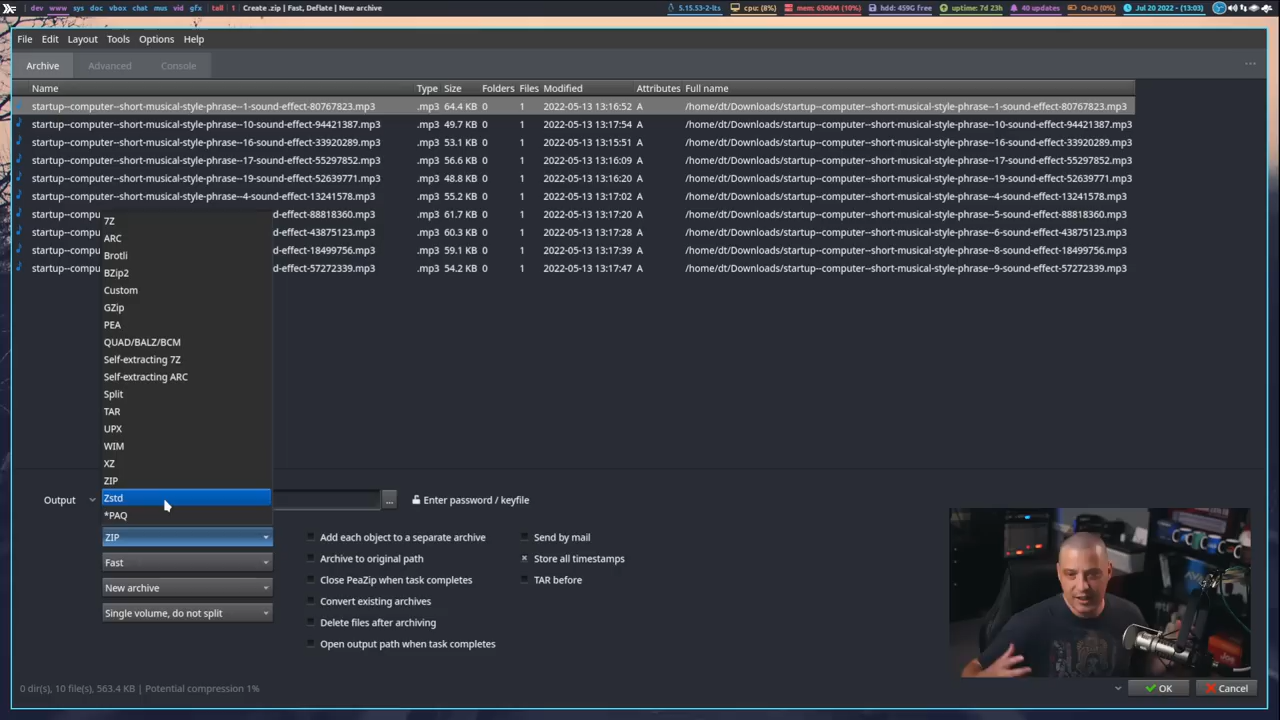 dev www sys doc vbox chat mus vid gfx tall 1 Create .zip | Fast, Deflate | New archive 5.15.53-2-lts cpu: (8%) mem: 6306M (10%) hdd: 459G free uptime: 7d 23h 40 updates On-0 [0%] Jul 20 2022 - (13:03)
File Edit Layout Tools Options Help
Archive Advanced Console ...
Name Type Size Folders Files Modified Attributes Full name
startup--computer--short-musical-style-phrase--1-sound-effect-80767823.mp3 .mp3 64.4 KB 0 1 2022-05-13 13:16:52 A /home/dt/Downloads/startup--computer--short-musical-style-phrase--1-sound-effect-80767823.mp3
startup--computer--short-musical-style-phrase--10-sound-effect-94421387.mp3 .mp3 49.7 KB 0 1 2022-05-13 13:17:54 A /home/dt/Downloads/startup--computer--short-musical-style-phrase--10-sound-effect-94421387.mp3
startup--computer--short-musical-style-phrase--16-sound-effect-33920289.mp3 .mp3 53.1 KB 0 1 2022-05-13 13:15:51 A /home/dt/Downloads/startup--computer--short-musical-style-phrase--16-sound-effect-33920289.mp3
startup--computer--short-musical-style-phrase--17-sound-effect-55297852.mp3 .mp3 56.6 KB 0 1 2022-05-13 13:16:09 A /home/dt/Downloads/startup--computer--short-musical-style-phrase--17-sound-effect-55297852.mp3
startup--computer--short-musical-style-phrase--19-sound-effect-52639771.mp3 .mp3 48.8 KB 0 1 2022-05-13 13:16:20 A /home/dt/Downloads/startup--computer--short-musical-style-phrase--19-sound-effect-52639771.mp3
startup--computer--short-musical-style-phrase--4-sound-effect-13241578.mp3 .mp3 55.2 KB 0 1 2022-05-13 13:17:02 A /home/dt/Downloads/startup--computer--short-musical-style-phrase--4-sound-effect-13241578.mp3
startup--compu d-effect-88818360.mp3 .mp3 61.7 KB 0 1 2022-05-13 13:17:20 A /home/dt/Downloads/startup--computer--short-musical-style-phrase--5-sound-effect-88818360.mp3
startup--compu d-effect-43875123.mp3 .mp3 60.3 KB 0 1 2022-05-13 13:17:28 A /home/dt/Downloads/startup--computer--short-musical-style-phrase--6-sound-effect-43875123.mp3
startup--compu d-effect-18499756.mp3 .mp3 59.1 KB 0 1 2022-05-13 13:17:39 A /home/dt/Downloads/startup--computer--short-musical-style-phrase--8-sound-effect-18499756.mp3
startup--compu d-effect-57272339.mp3 .mp3 54.2 KB 0 1 2022-05-13 13:17:47 A /home/dt/Downloads/startup--computer--short-musical-style-phrase--9-sound-effect-57272339.mp3
7Z
ARC
Brotli
BZip2
Custom
GZip
PEA
QUAD/BALZ/BCM
Self-extracting 7Z
Self-extracting ARC
Split
TAR
UPX
WIM
XZ
ZIP
Zstd
*PAQ
Output ... Enter password / keyfile
ZIP Add each object to a separate archive Send by mail
Fast Archive to original path Store all timestamps
New archive Close PeaZip when task completes TAR before
Single volume, do not split Convert existing archives
Delete files after archiving
Open output path when task completes
0 dir(s), 10 file(s), 563.4 KB | Potential compression 1% OK Cancel